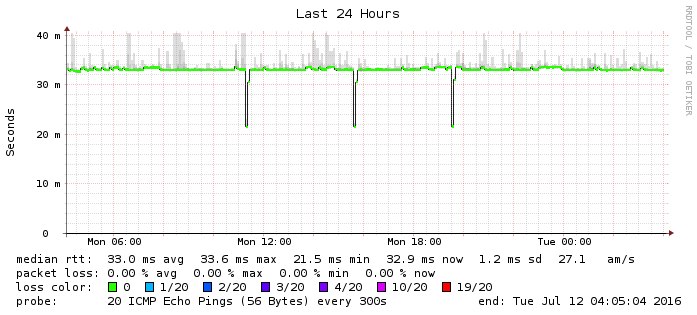 Last 24 Hours
RRDTOOL / TOBI OETIKER
Seconds
40 m
30 m
20 m
10 m
0
Mon 06:00 Mon 12:00 Mon 18:00 Tue 00:00
median rtt: 33.0 ms avg 33.6 ms max 21.5 ms min 32.9 ms now 1.2 ms sd 27.1 am/s
packet loss: 0.00 % avg 0.00 % max 0.00 % min 0.00 % now
loss color: 0 1/20 2/20 3/20 4/20 10/20 19/20
probe: 20 ICMP Echo Pings (56 Bytes) every 300s end: Tue Jul 12 04:05:04 2016